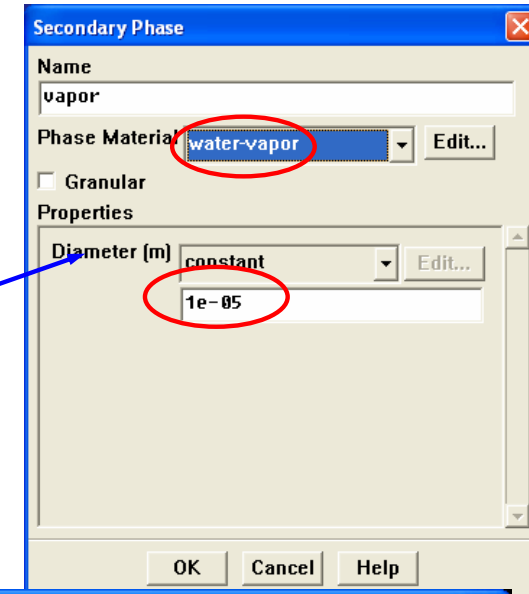 Secondary Phase
Name
vapor
Phase Material water-vapor Edit...
Granular
Properties
Diameter (m) constant Edit...
1e-05
OK Cancel Help